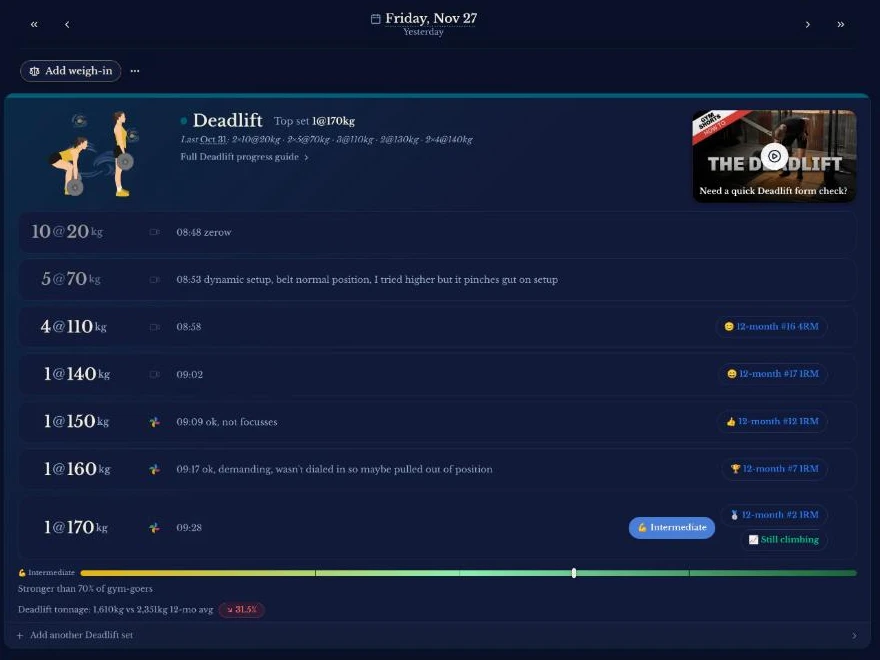 « ‹ Friday, Nov 27 › »
Yesterday
Add weigh-in ...
Deadlift Top set 1@170kg
Last Oct 31: 2×10@20kg · 2×5@70kg · 3@110kg · 2@130kg · 2×4@140kg
Full Deadlift progress guide ›
GYM SHORTS
HOW TO
THE DEADLIFT
Need a quick Deadlift form check?
10@20kg 08:48 zerow
5@70kg 08:53 dynamic setup, belt normal position, I tried higher but it pinches gut on setup
4@110kg 08:58 😊 12-month #16 4RM
1@140kg 09:02 😀 12-month #17 1RM
1@150kg 09:09 ok, not focusses 👍 12-month #12 1RM
1@160kg 09:17 ok, demanding, wasn't dialed in so maybe pulled out of position 🏆 12-month #7 1RM
1@170kg 09:28 💪 Intermediate 🥈 12-month #2 1RM
📈 Still climbing
💪 Intermediate
Stronger than 70% of gym-goers
Deadlift tonnage: 1,610kg vs 2,351kg 12-mo avg ↘ 31.5%
+ Add another Deadlift set ›